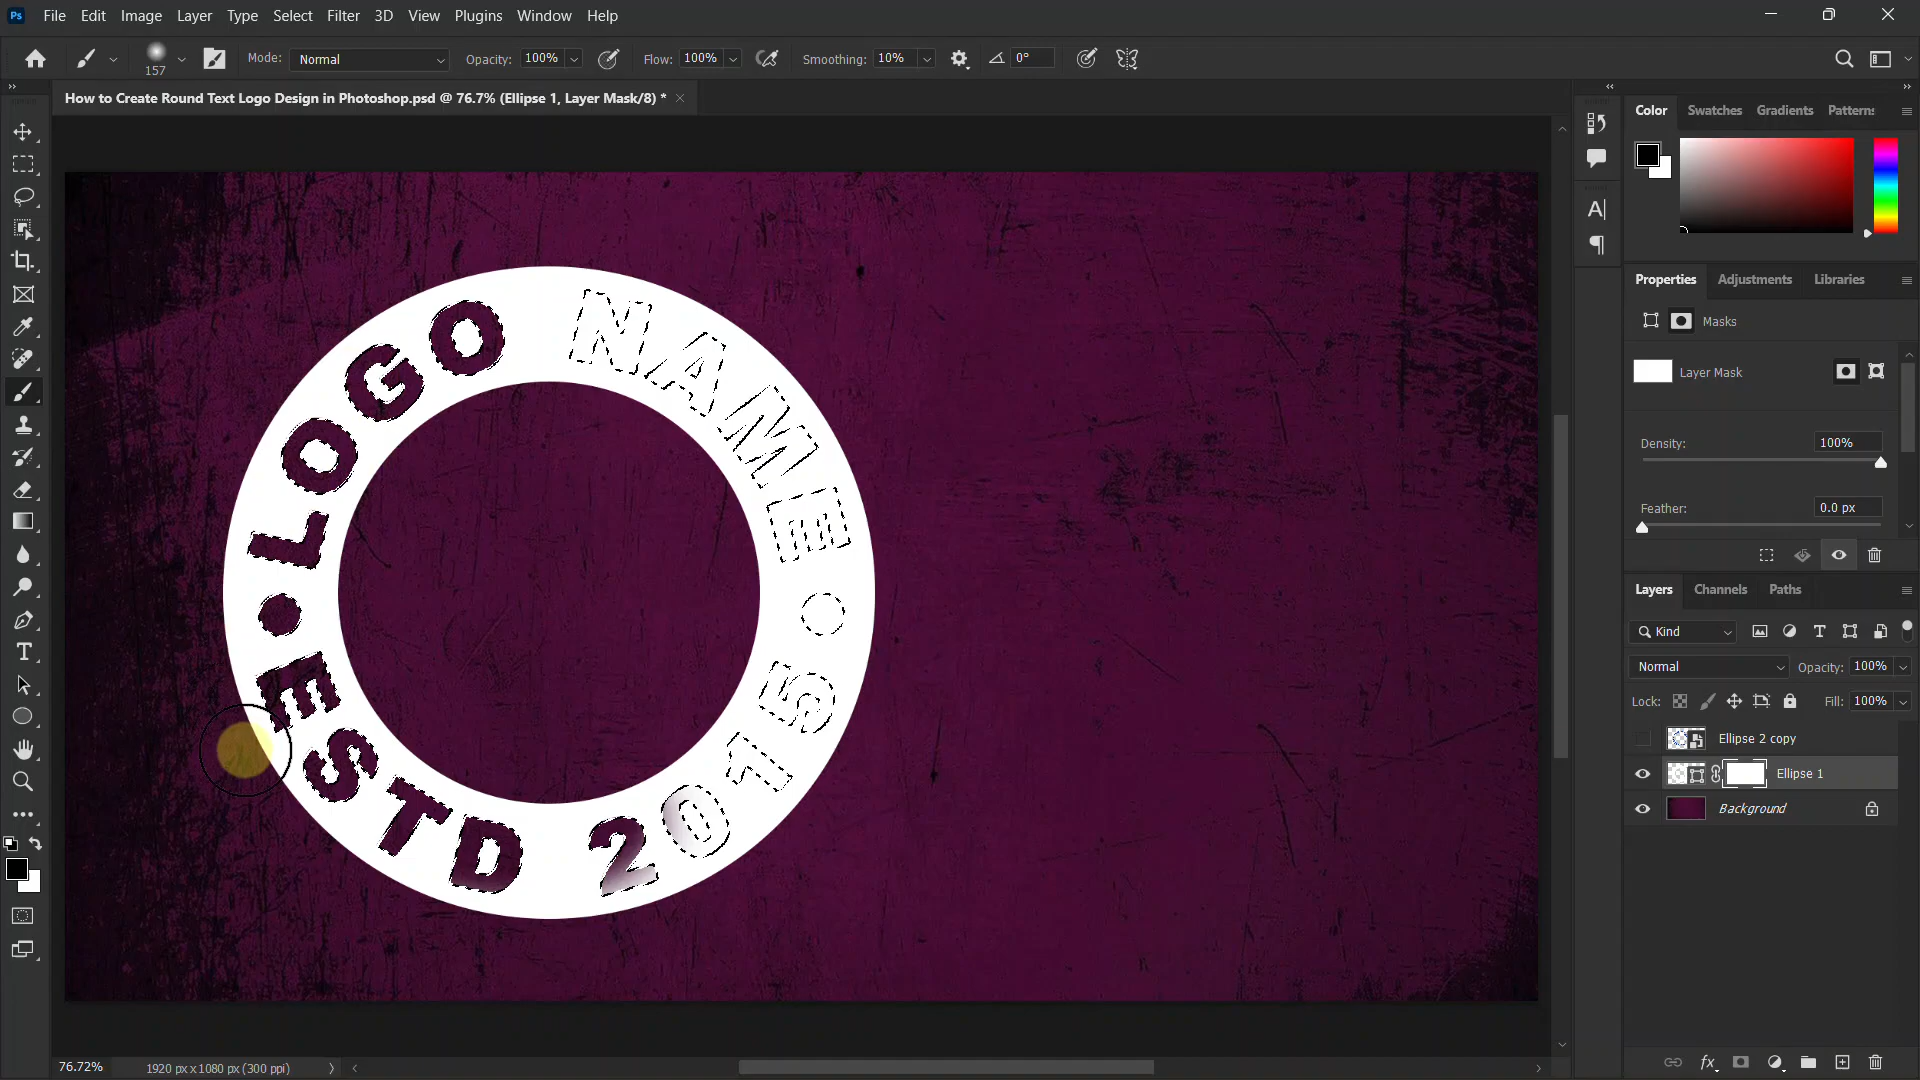 Ps File Edit Image Layer Type Select Filter 3D View Plugins Window Help
157 Mode: Normal Opacity: 100% Flow: 100% Smoothing: 10% 0°
How to Create Round Text Logo Design in Photoshop.psd @ 76.7% (Ellipse 1, Layer Mask/8) *
Color Swatches Gradients Patterns
Properties Adjustments Libraries
Masks
Layer Mask
Density: 100%
Feather: 0.0 px
Layers Channels Paths
Kind
Normal Opacity: 100%
Lock: Fill: 100%
Ellipse 2 copy
Ellipse 1
Background
LOGO NAME
• ESTD 2015 •
76.72% 1920 px x 1080 px (300 ppi)
fx